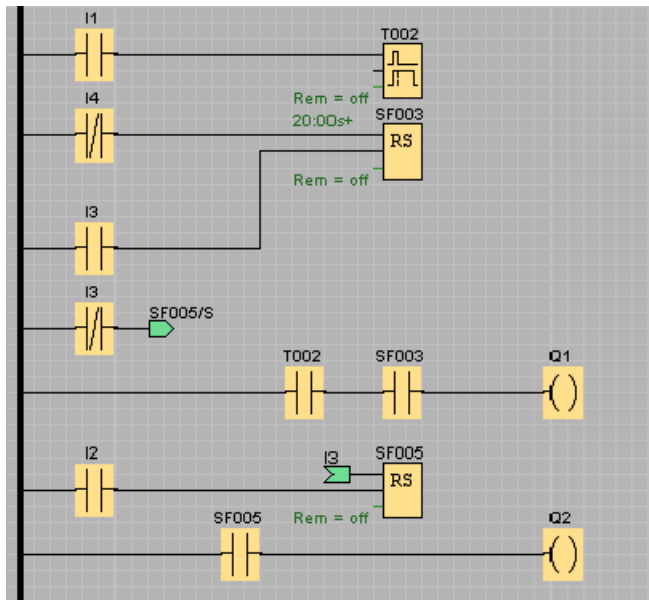 I1
T002
Rem = off
20:00s+
I4
SF003
RS
Rem = off
I3
I3
SF005/S
T002
SF003
Q1
I2
I3
SF005
RS
Rem = off
SF005
Q2